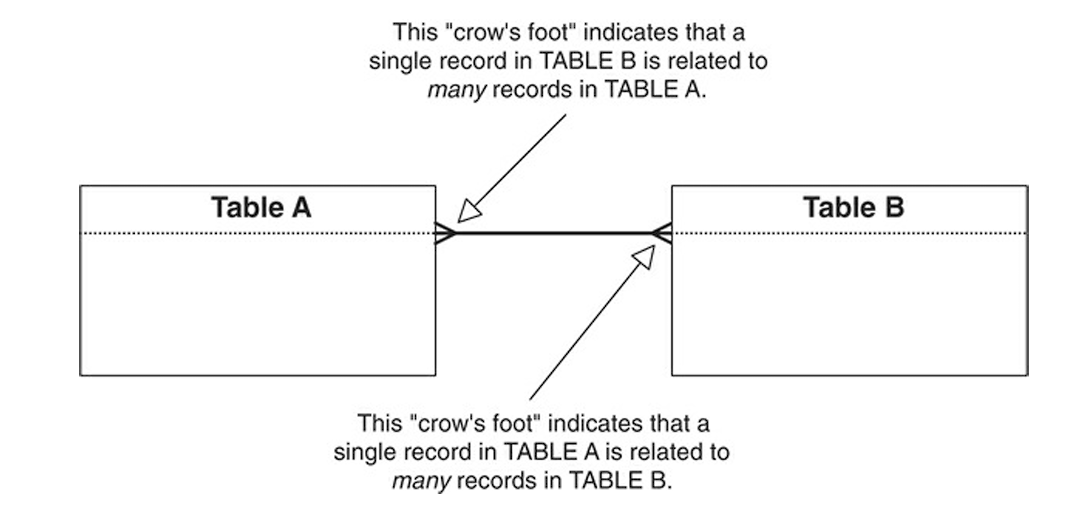 This "crow's foot" indicates that a
single record in TABLE B is related to
many records in TABLE A.
Table A
Table B
This "crow's foot" indicates that a
single record in TABLE A is related to
many records in TABLE B.